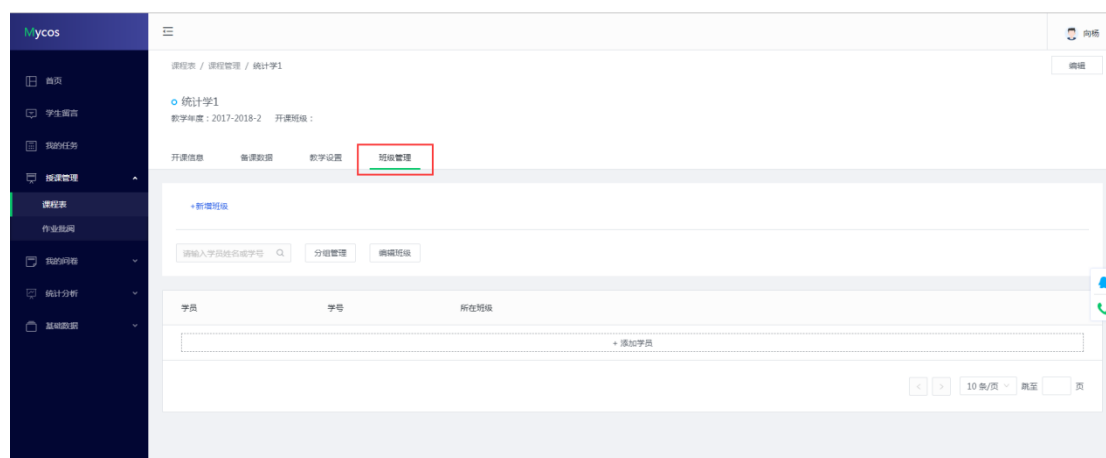 Mycos
向杨
课程表 / 课程管理 / 统计学1
编辑
首页
统计学1
学生留言
教学年度：2017-2018-2 开课班级：
我的任务
开课信息 备课数据 教学设置 班级管理
授课管理
课程表
+新增班级
作业批阅
请输入学员姓名或学号 分组管理 编辑班级
我的问卷
统计分析
学员 学号 所在班级
基础数据
+ 添加学员
< > 10 条/页 跳至 页